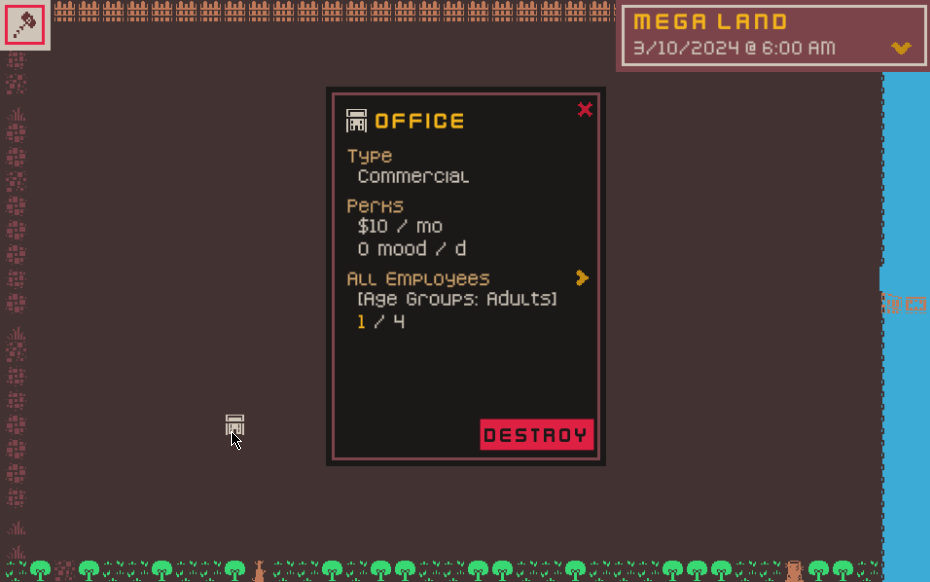 MEGA LAND
3/10/2024 @ 6:00 AM
OFFICE
Type
Commercial
Perks
$10 / mo
0 mood / d
All Employees
[Age Groups: Adults]
1 / 4
DESTROY